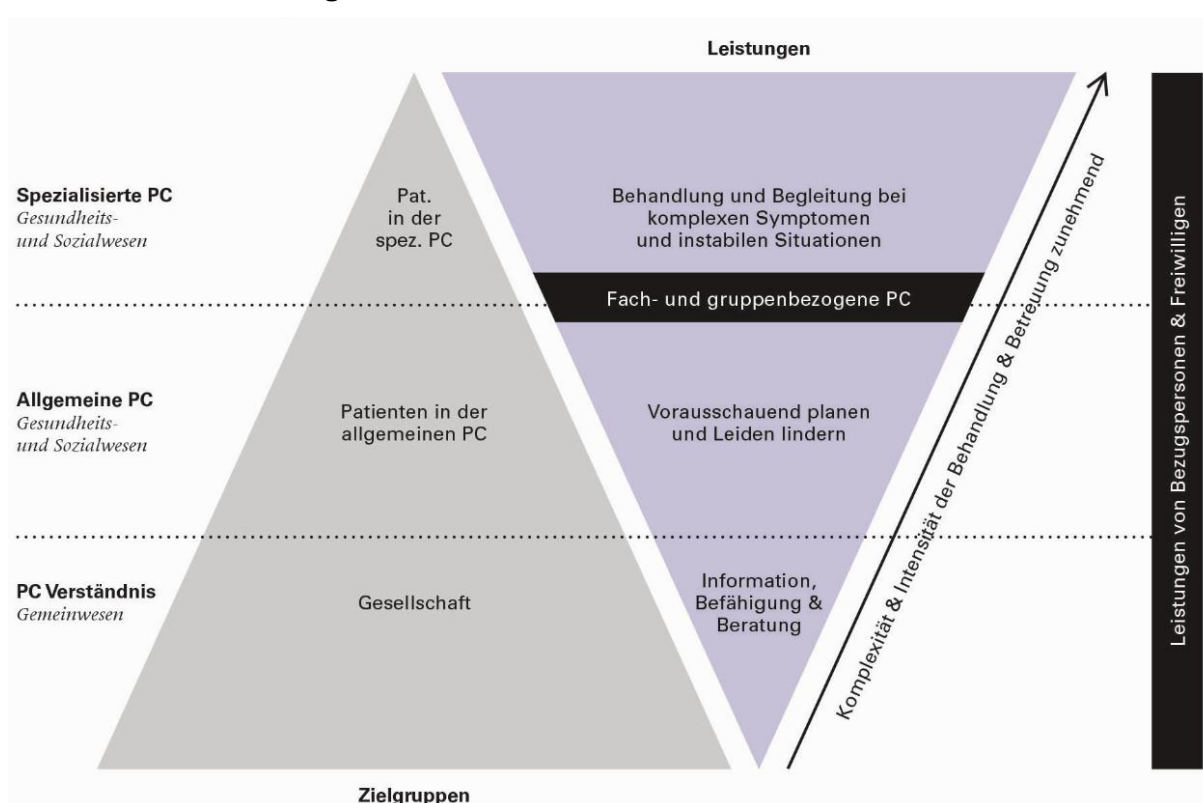 Leistungen
Spezialisierte PC
Gesundheits-
und Sozialwesen
Pat.
in der
spez. PC
Behandlung und Begleitung bei
komplexen Symptomen
und instabilen Situationen
Fach- und gruppenbezogene PC
Allgemeine PC
Gesundheits-
und Sozialwesen
Patienten in der
allgemeinen PC
Vorausschauend planen
und Leiden lindern
PC Verständnis
Gemeinwesen
Gesellschaft
Information,
Befähigung &
Beratung
Komplexität & Intensität der Behandlung & Betreuung zunehmend
Leistungen von Bezugspersonen & Freiwilligen
Zielgruppen